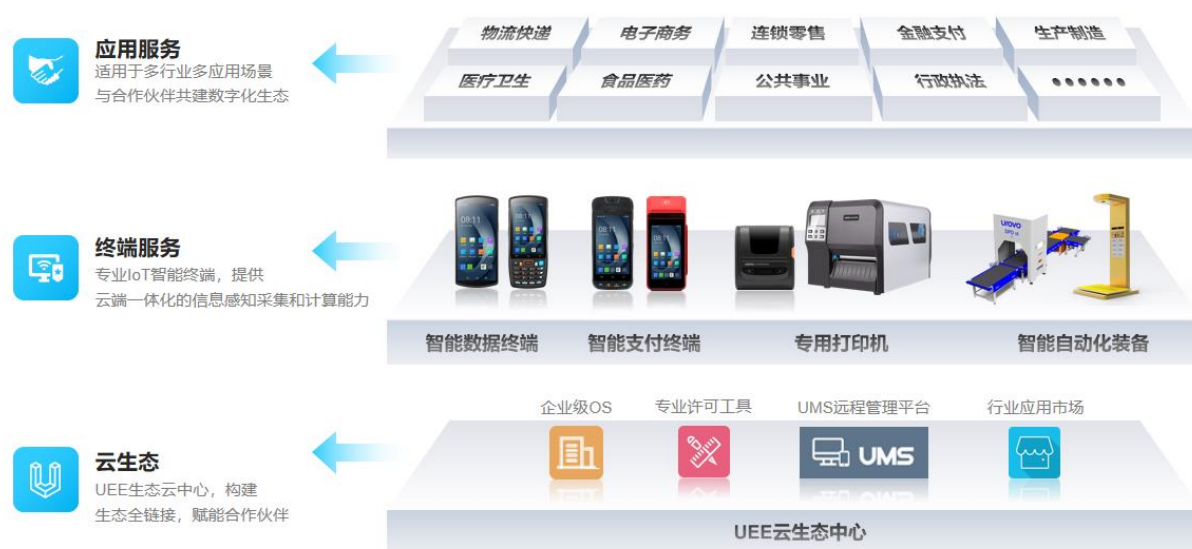 应用服务
适用于多行业多应用场景
与合作伙伴共建数字化生态
物流快递
电子商务
连锁零售
金融支付
生产制造
医疗卫生
食品医药
公共事业
行政执法
●●●●●●
终端服务
专业IoT智能终端，提供
云端一体化的信息感知采集和计算能力
08:11
08:11
08:11
08:11
UROVO
智能数据终端
智能支付终端
专用打印机
智能自动化装备
云生态
UEE生态云中心，构建
生态全链接，赋能合作伙伴
企业级OS
专业许可工具
UMS远程管理平台
行业应用市场
UMS
UEE云生态中心